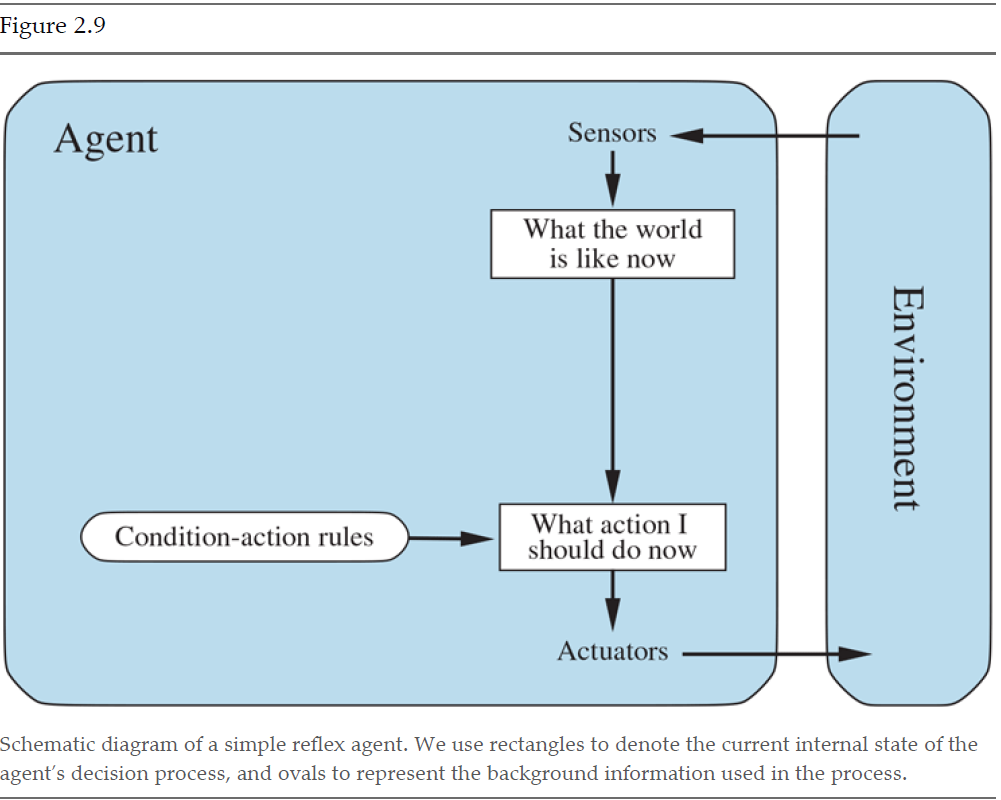 Figure 2.9
Agent
Sensors
What the world
is like now
Environment
Condition-action rules
What action I
should do now
Actuators
Schematic diagram of a simple reflex agent. We use rectangles to denote the current internal state of the
agent’s decision process, and ovals to represent the background information used in the process.